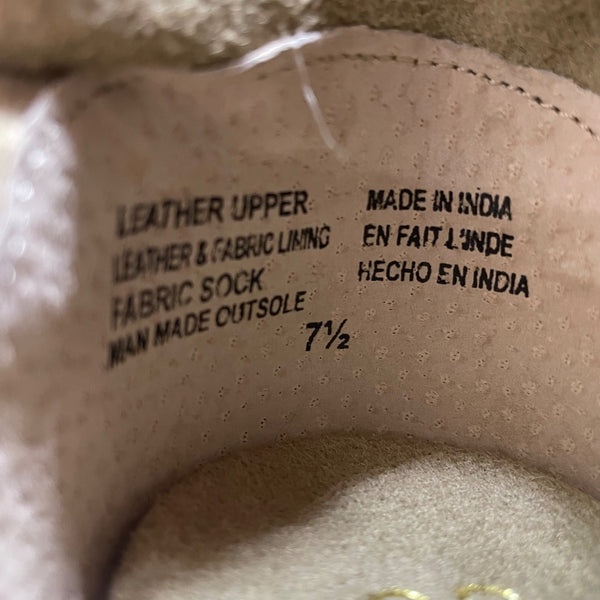 LEATHER UPPER
LEATHER & FABRIC LINING
FABRIC SOCK
MAN MADE OUTSOLE
7½
MADE IN INDIA
EN FAIT L'INDE
HECHO EN INDIA